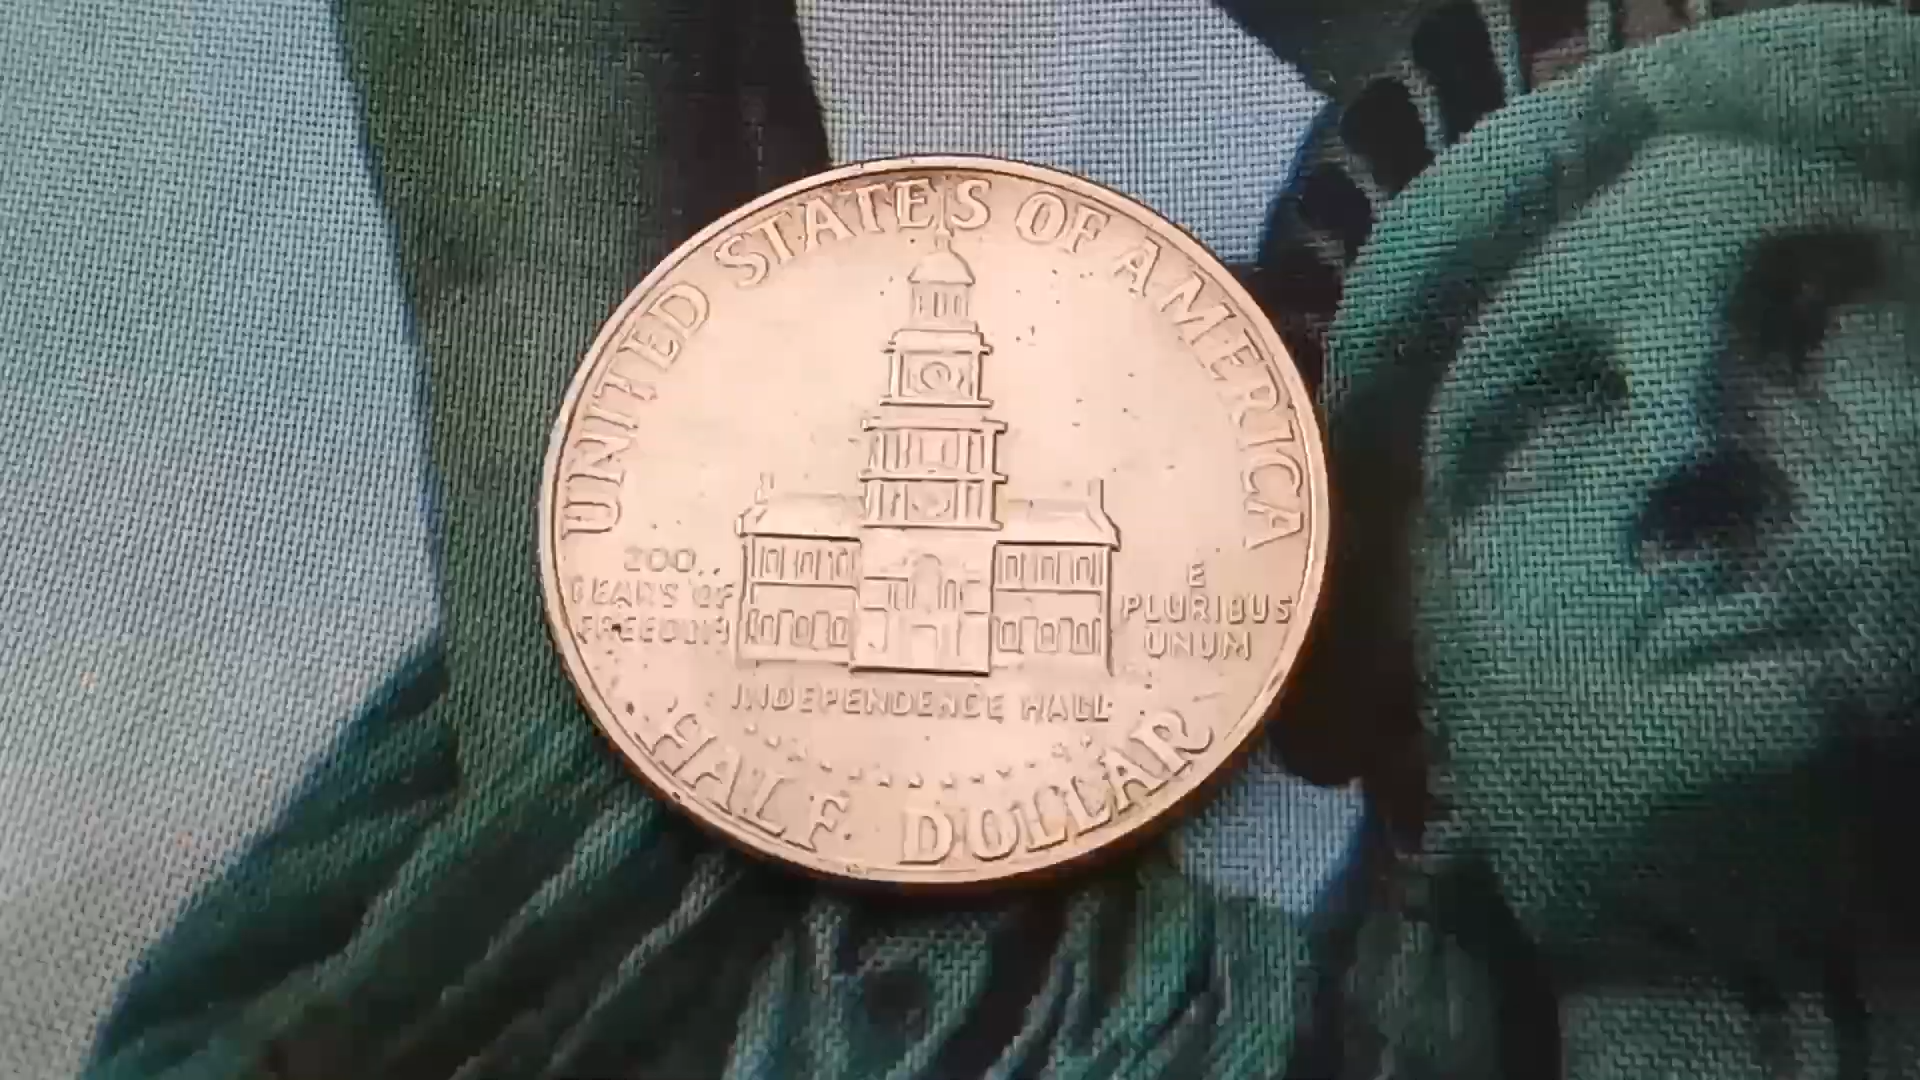 UNITED STATES OF AMERICA
200
YEARS OF
FREEDOM
E
PLURIBUS
UNUM
INDEPENDENCE HALL
HALF DOLLAR